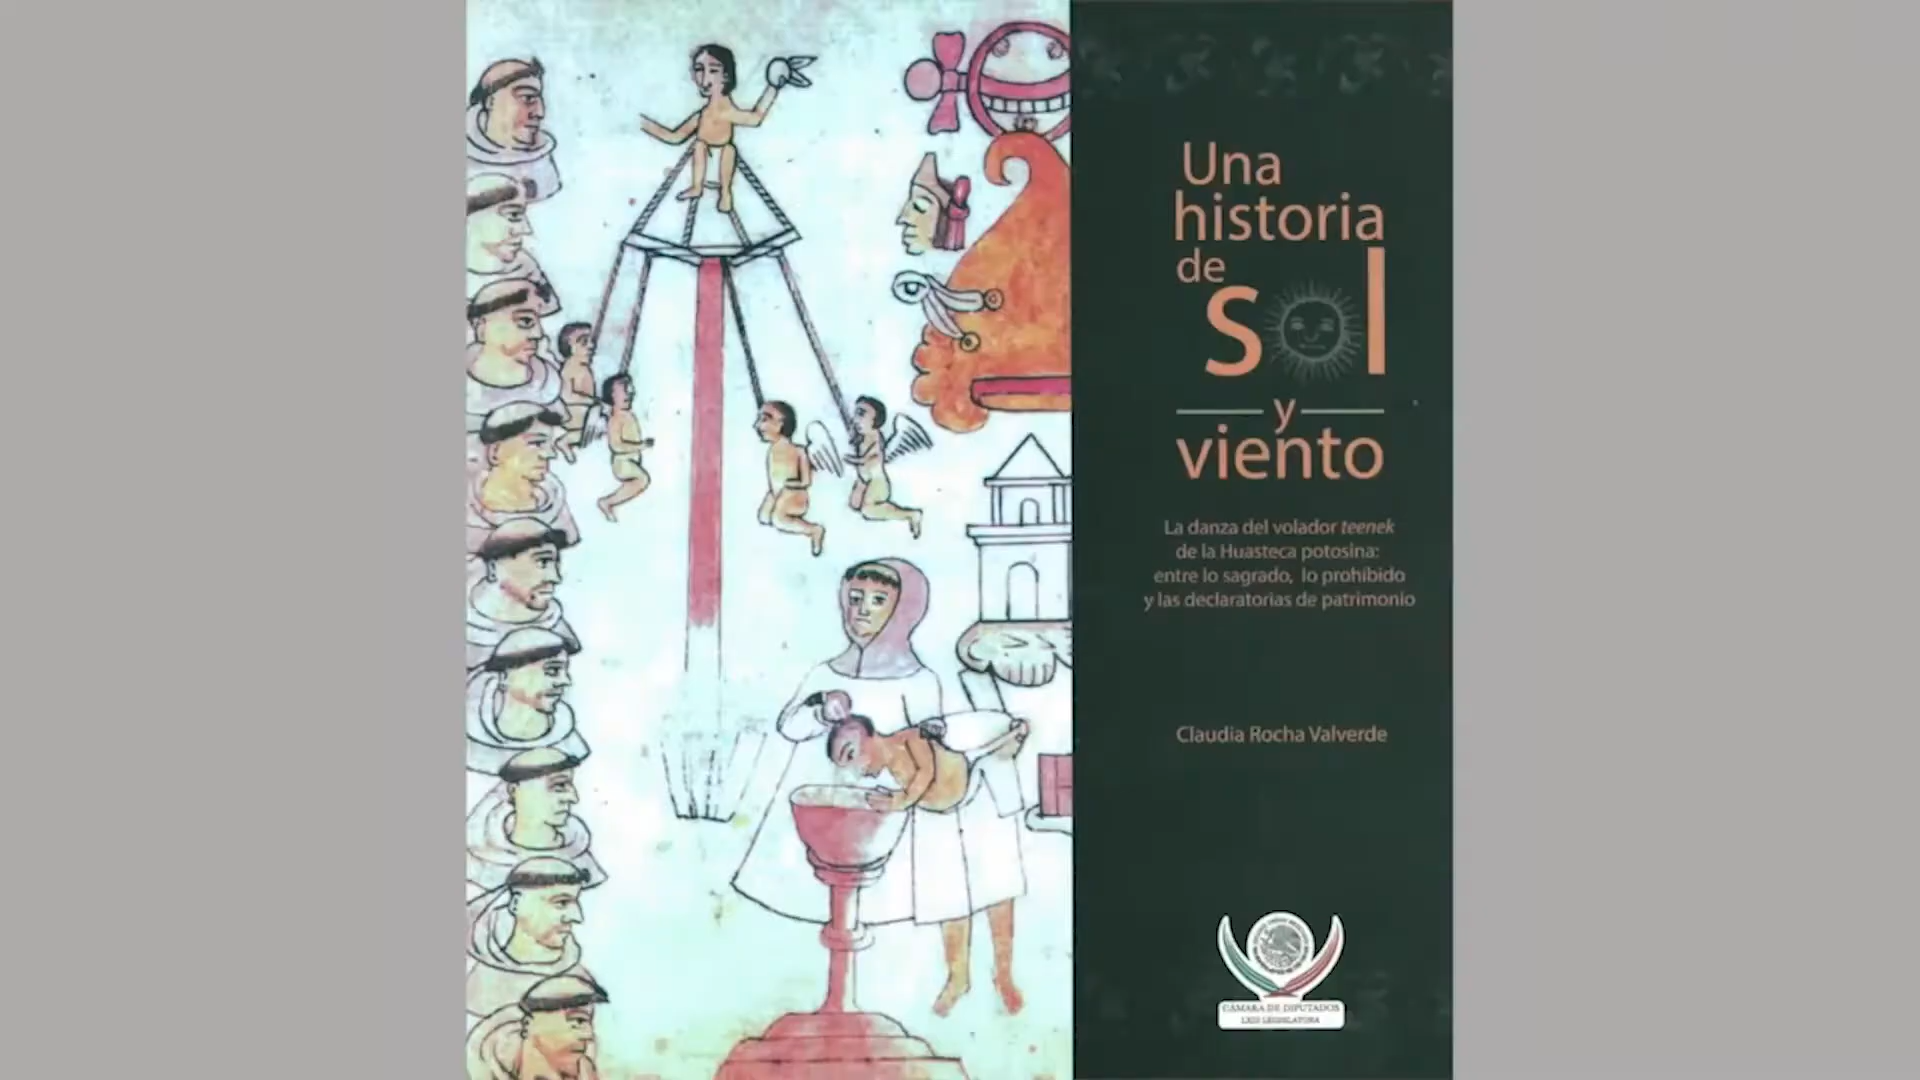 Una
historia
de
sol
y
viento
La danza del volador teenek
de la Huasteca potosina:
entre lo sagrado, lo prohibido
y las declaratorias de patrimonio
Claudia Rocha Valverde
CÁMARA DE DIPUTADOS
LXIII LEGISLATURA